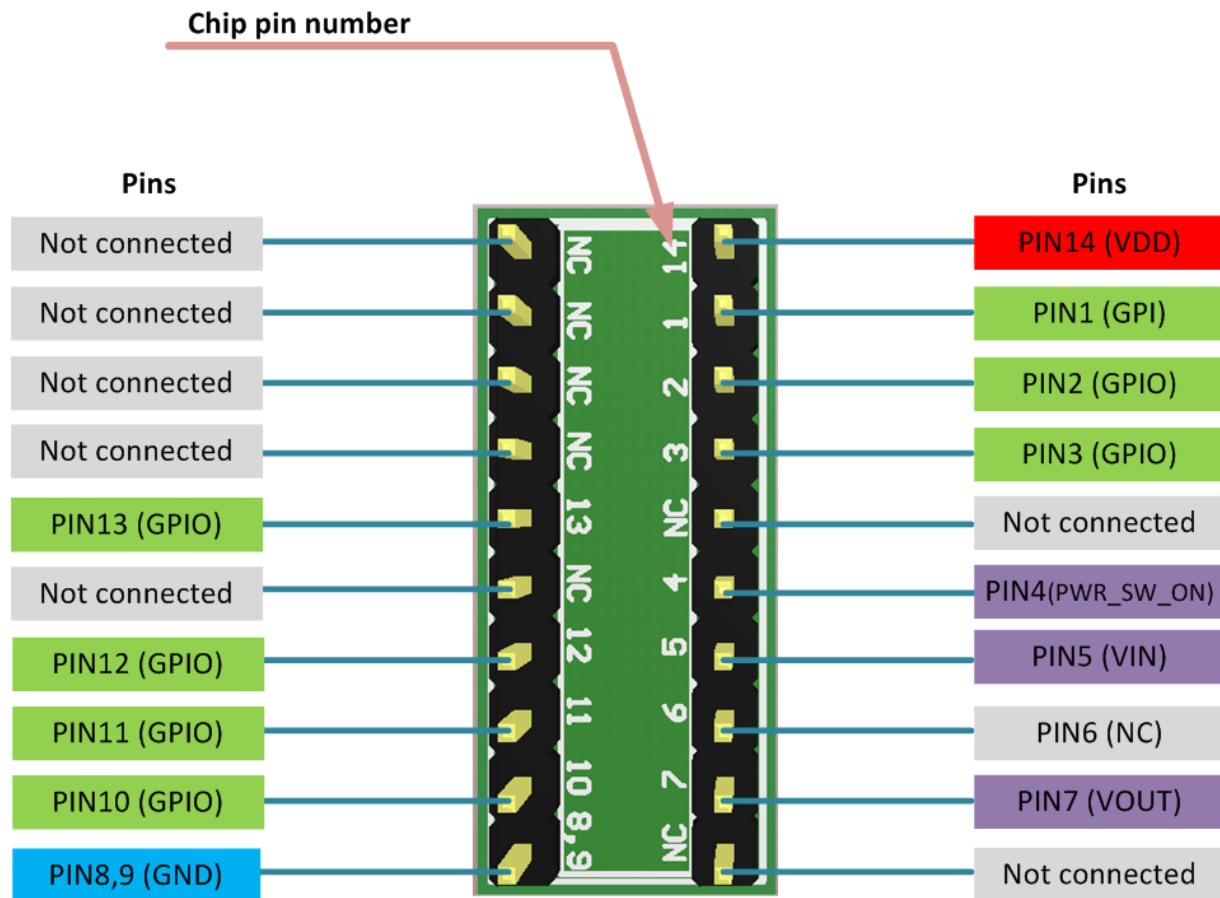 Chip pin number
Pins
Not connected
Not connected
Not connected
Not connected
PIN13 (GPIO)
Not connected
PIN12 (GPIO)
PIN11 (GPIO)
PIN10 (GPIO)
PIN8,9 (GND)
NC
NC
NC
NC
13
NC
12
11
10
8,9
14
1
2
3
NC
4
5
6
7
NC
Pins
PIN14 (VDD)
PIN1 (GPI)
PIN2 (GPIO)
PIN3 (GPIO)
Not connected
PIN4(PWR_SW_ON)
PIN5 (VIN)
PIN6 (NC)
PIN7 (VOUT)
Not connected